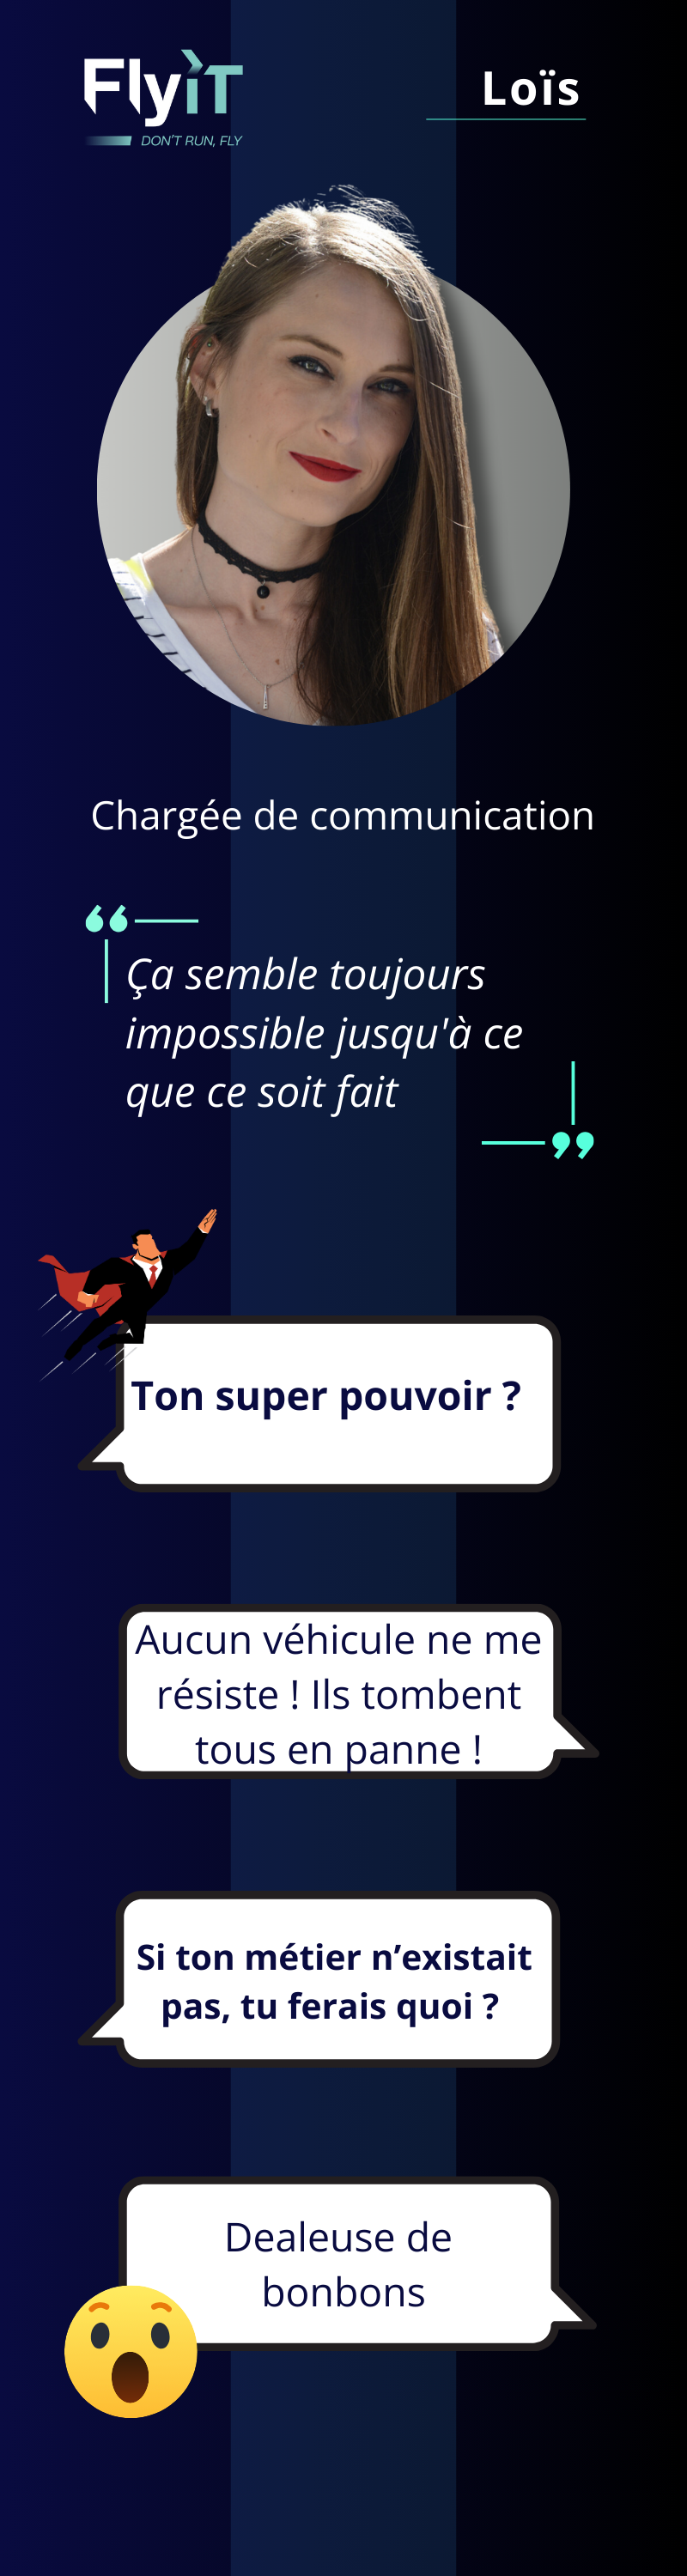 FlyiT
DON'T RUN, FLY
Loïs
Chargée de communication
“
Ça semble toujours
impossible jusqu'à ce
que ce soit fait
”
Ton super pouvoir ?
Aucun véhicule ne me
résiste ! Ils tombent
tous en panne !
Si ton métier n’existait
pas, tu ferais quoi ?
Dealeuse de
bonbons